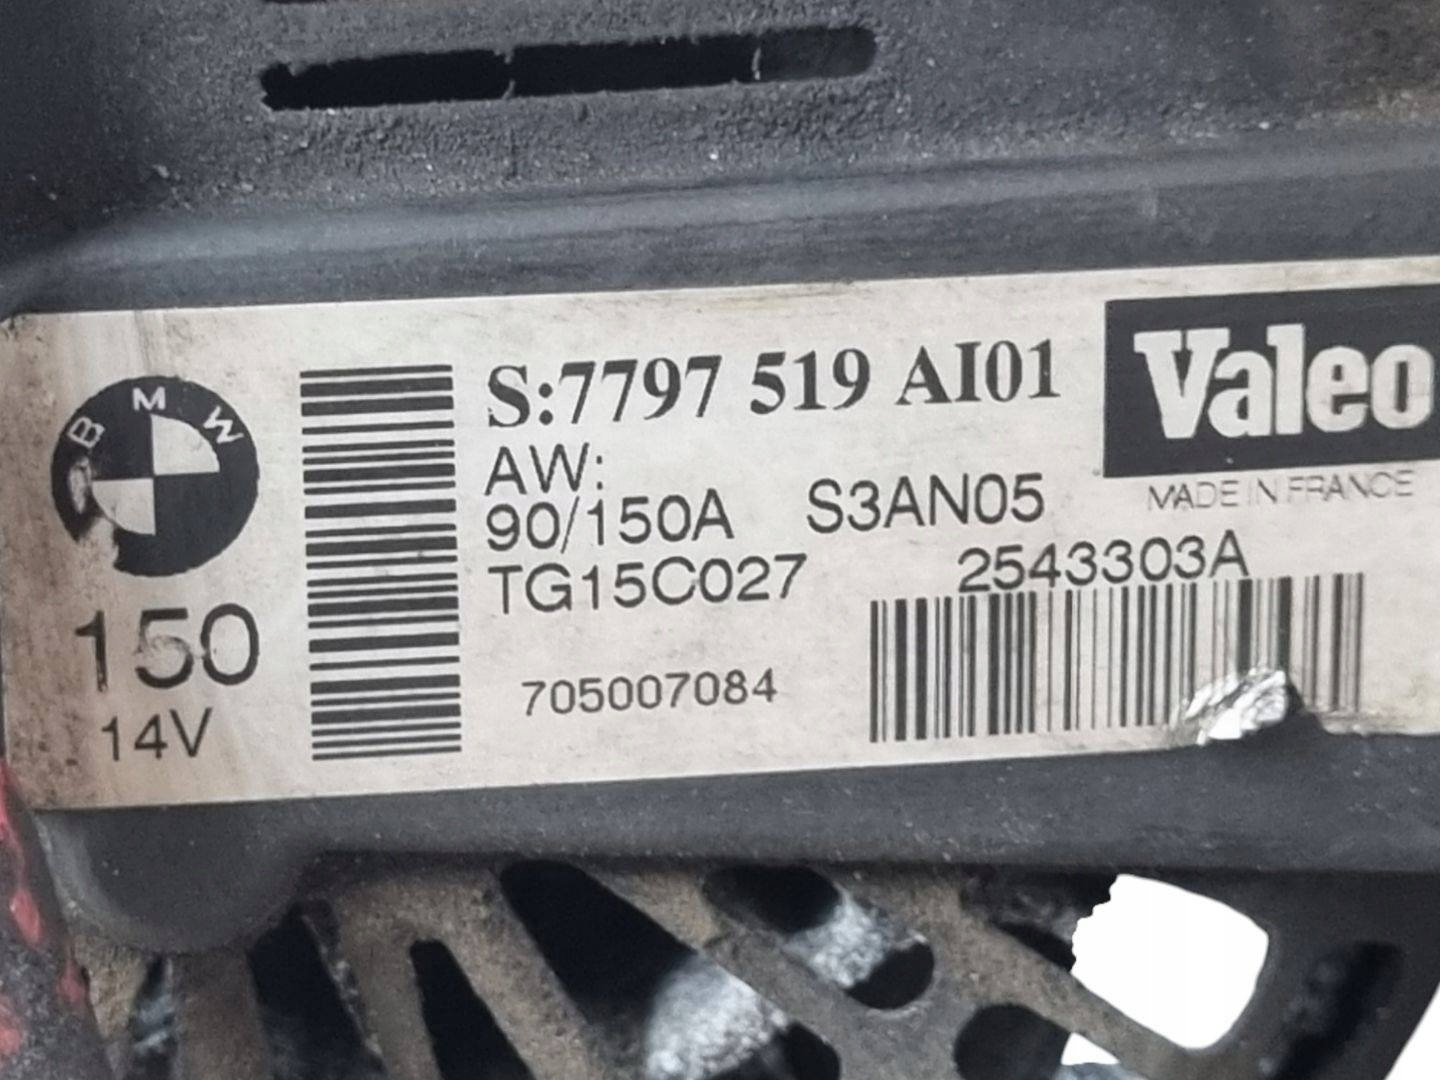 BMW
150
14V
S:7797 519 AI01
AW:
90/150A S3AN05
TG15C027 2543303A
705007084
Valeo
MADE IN FRANCE